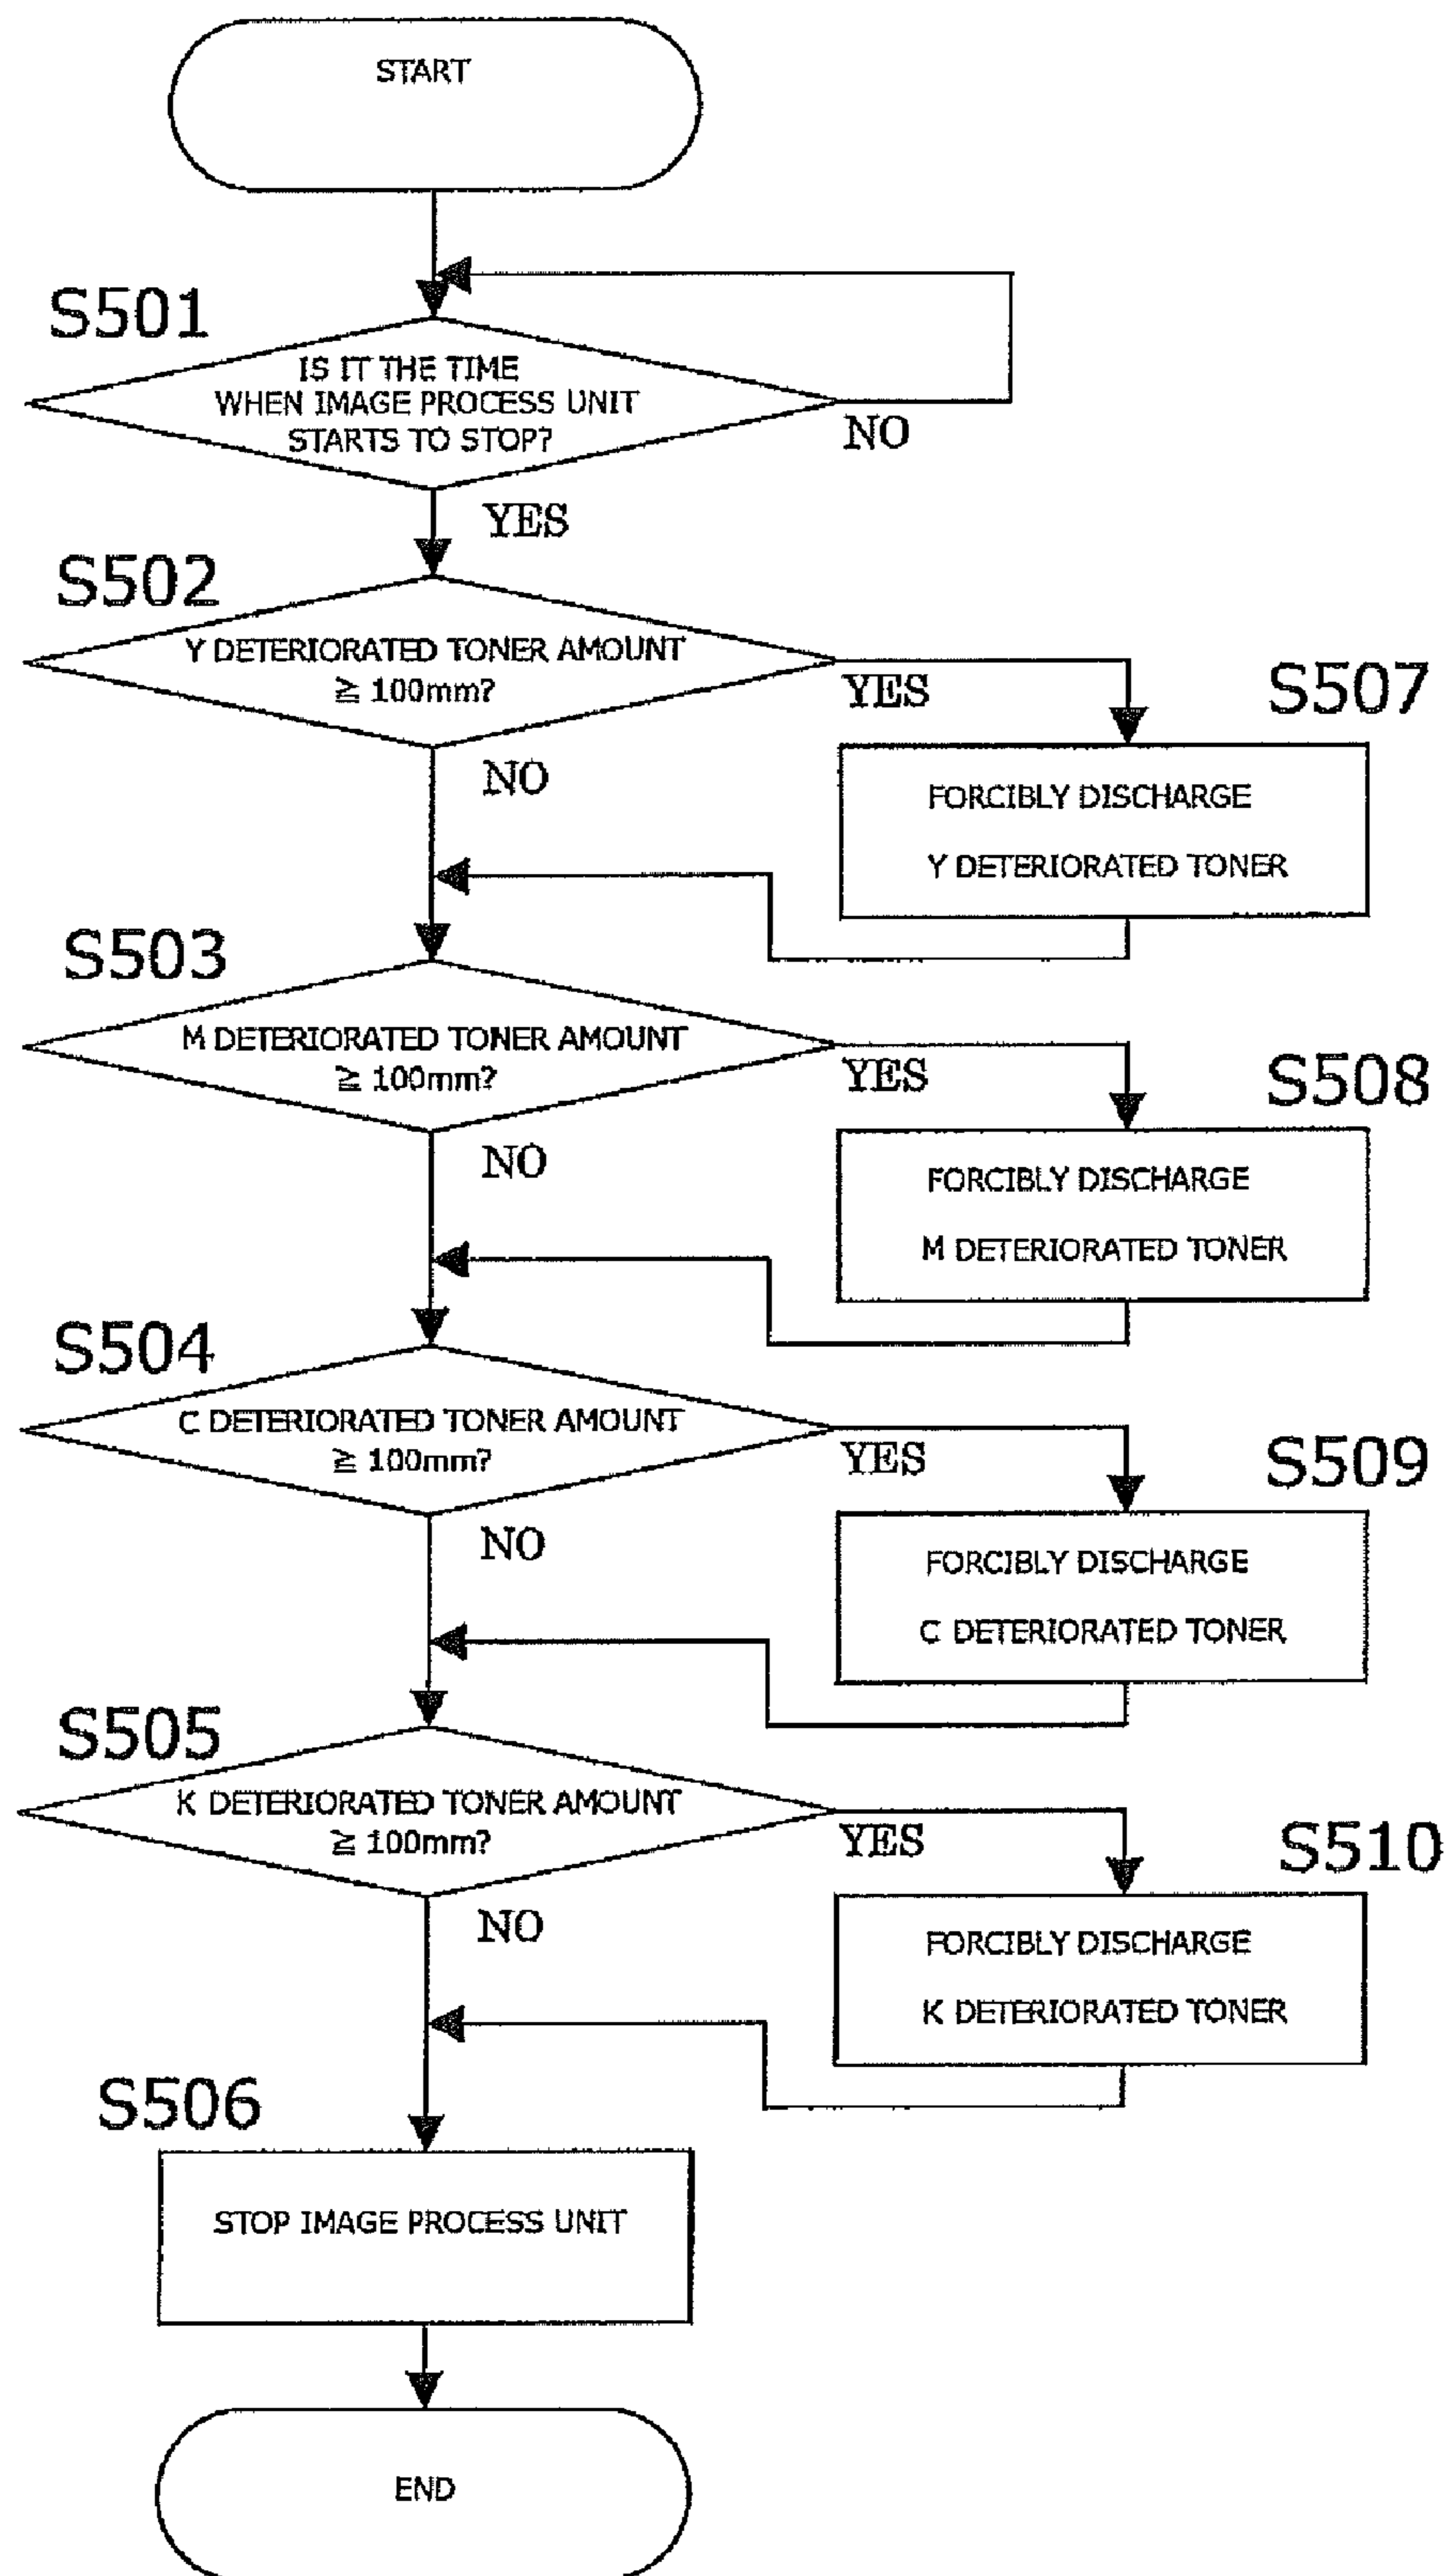 START
S501
IS IT THE TIME
WHEN IMAGE PROCESS UNIT
STARTS TO STOP?
NO
YES
S502
Y DETERIORATED TONER AMOUNT
≧ 100mm?
YES
NO
S507
FORCIBLY DISCHARGE
Y DETERIORATED TONER
S503
M DETERIORATED TONER AMOUNT
≧ 100mm?
YES
NO
S508
FORCIBLY DISCHARGE
M DETERIORATED TONER
S504
C DETERIORATED TONER AMOUNT
≧ 100mm?
YES
NO
S509
FORCIBLY DISCHARGE
C DETERIORATED TONER
S505
K DETERIORATED TONER AMOUNT
≧ 100mm?
YES
NO
S510
FORCIBLY DISCHARGE
K DETERIORATED TONER
S506
STOP IMAGE PROCESS UNIT
END